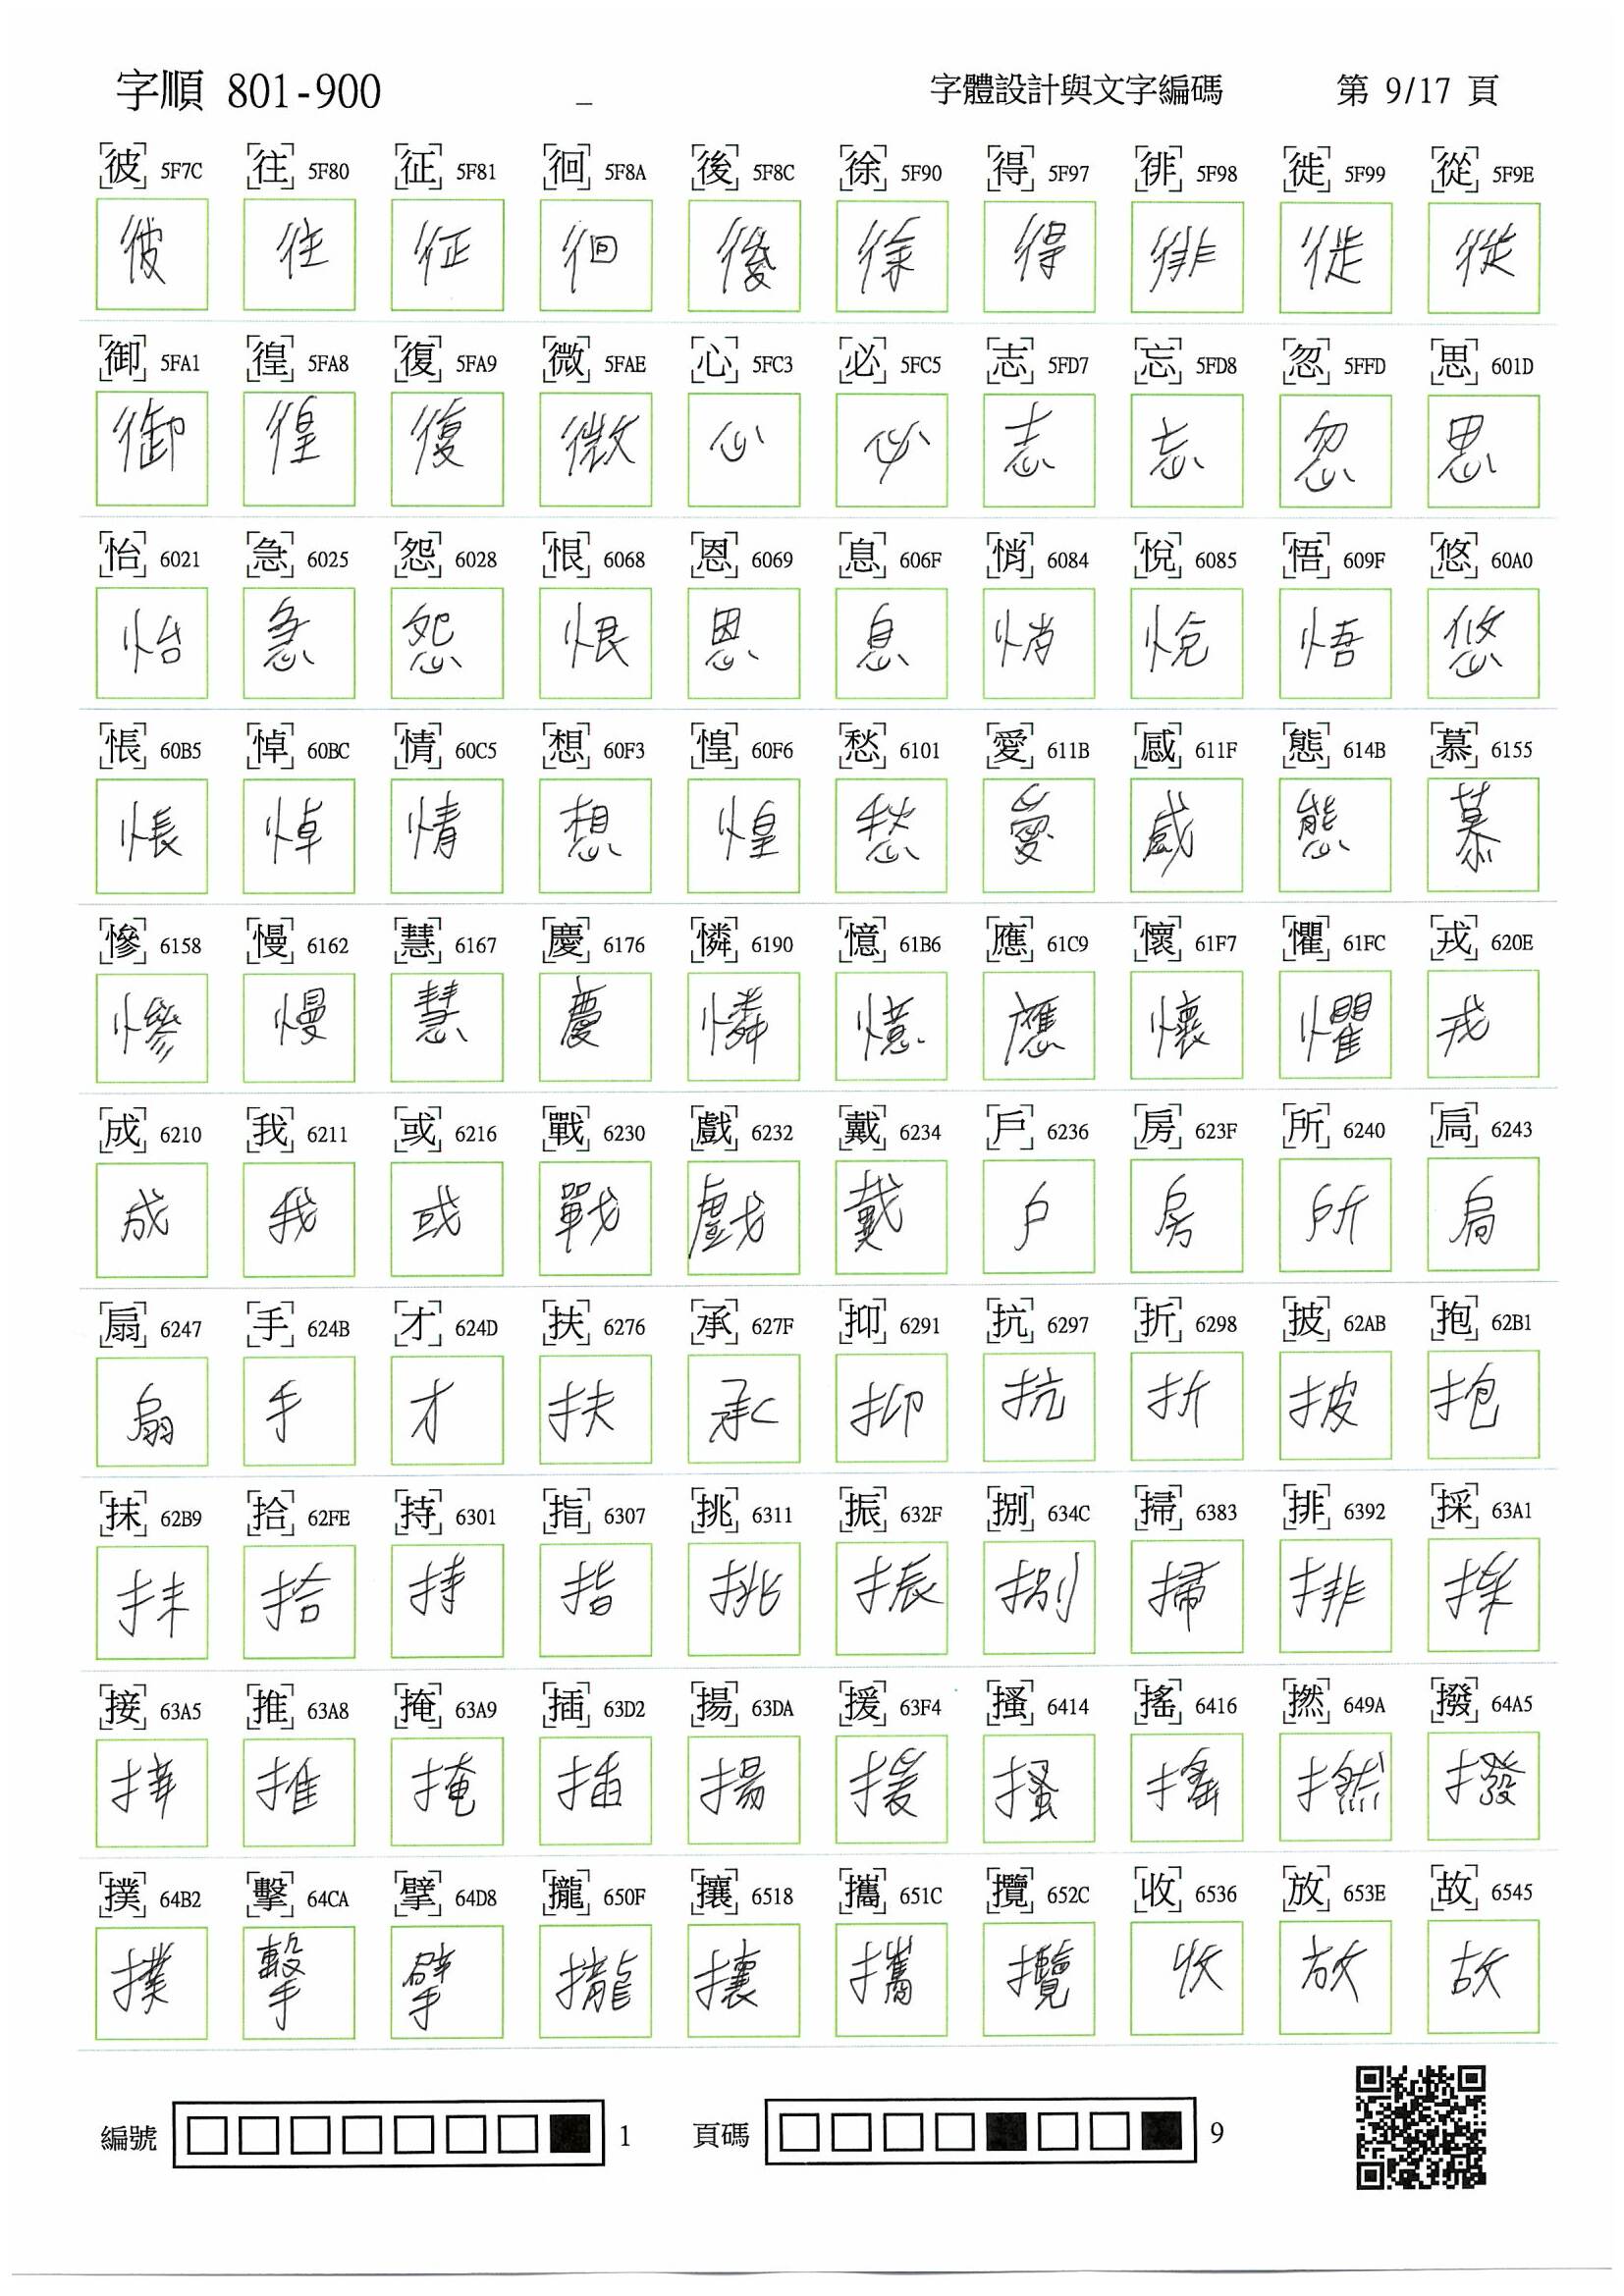 字順 801-900 _ 字體設計與文字編碼 第 9/17 頁
彼 5F7C 往 5F80 征 5F81 徊 5F8A 後 5F8C 徐 5F90 得 5F97 徘 5F98 徙 5F99 從 5F9E
彼 往 征 徊 後 徐 得 徘 徙 從
御 5FA1 徨 5FA8 復 5FA9 微 5FAE 心 5FC3 必 5FC5 志 5FD7 忘 5FD8 忽 5FFD 思 601D
御 徨 復 微 心 必 志 忘 忽 思
怡 6021 急 6025 怨 6028 恨 6068 恩 6069 息 606F 悄 6084 悅 6085 悟 609F 悠 60A0
怡 急 怨 恨 恩 息 悄 悅 悟 悠
悵 60B5 悼 60BC 情 60C5 想 60F3 惶 60F6 愁 6101 愛 611B 感 611F 態 614B 慕 6155
悵 悼 情 想 惶 愁 愛 感 態 慕
慘 6158 慢 6162 慧 6167 慶 6176 憐 6190 憶 61B6 應 61C9 懷 61F7 懼 61FC 戎 620E
慘 慢 慧 慶 憐 憶 應 懷 懼 戎
成 6210 我 6211 或 6216 戰 6230 戲 6232 戴 6234 戶 6236 房 623F 所 6240 扃 6243
成 我 或 戰 戲 戴 戶 房 所 扃
扇 6247 手 624B 才 624D 扶 6276 承 627F 抑 6291 抗 6297 折 6298 披 62AB 抱 62B1
扇 手 才 扶 承 抑 抗 折 披 抱
抹 62B9 拾 62FE 持 6301 指 6307 挑 6311 振 632F 捌 634C 掃 6383 排 6392 採 63A1
抹 拾 持 指 挑 振 捌 掃 排 採
接 63A5 推 63A8 掩 63A9 插 63D2 揚 63DA 援 63F4 搔 6414 搖 6416 撚 649A 撥 64A5
接 推 掩 插 揚 援 搔 搖 撚 撥
撲 64B2 擊 64CA 擘 64D8 攏 650F 攘 6518 攜 651C 攬 652C 收 6536 放 653E 故 6545
撲 擊 擘 攏 攘 攜 攬 收 放 故
編號 1 頁碼 9